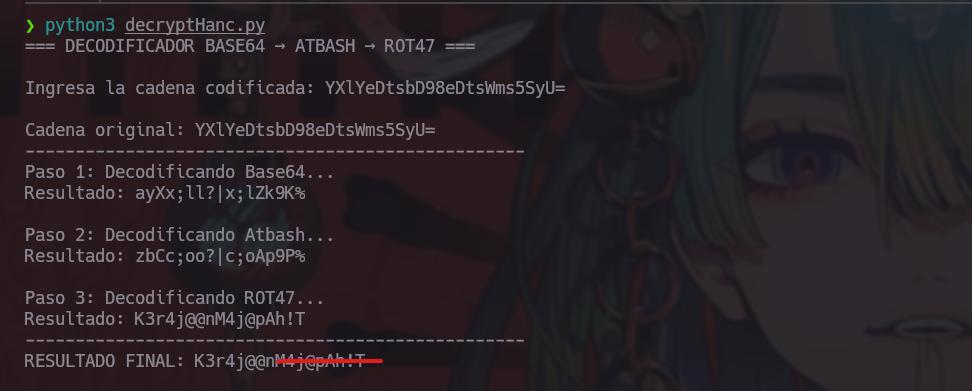 ❯ python3 decryptHanc.py
=== DECODIFICADOR BASE64 → ATBASH → ROT47 ===
Ingresa la cadena codificada: YXlYeDtsbD98eDtsWms5SyU=
Cadena original: YXlYeDtsbD98eDtsWms5SyU=
--------------------------------------------------
Paso 1: Decodificando Base64...
Resultado: ayXx;ll?|x;lZk9K%
Paso 2: Decodificando Atbash...
Resultado: zbCc;oo?|c;oAp9P%
Paso 3: Decodificando ROT47...
Resultado: K3r4j@@nM4j@pAh!T
--------------------------------------------------
RESULTADO FINAL: K3r4j@@nM4j@pAh!T